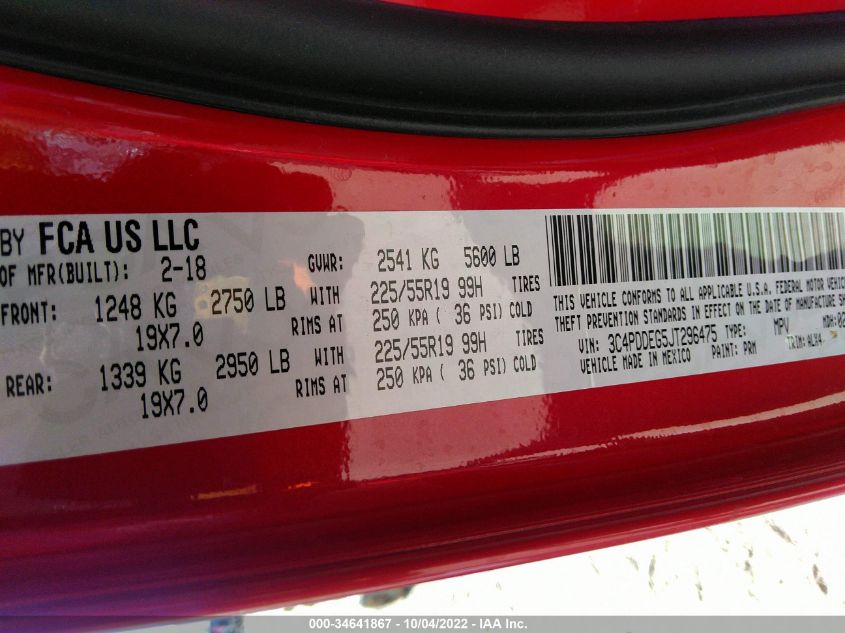 BY FCA US LLC
OF MFR(BUILT): 2-18
GVWR: 2541 KG 5600 LB
FRONT: 1248 KG 2750 LB WITH 225/55R19 99H TIRES
19X7.0 RIMS AT 250 KPA ( 36 PSI) COLD
REAR: 1339 KG 2950 LB WITH 225/55R19 99H TIRES
19X7.0 RIMS AT 250 KPA ( 36 PSI) COLD
THIS VEHICLE CONFORMS TO ALL APPLICABLE U.S.A. FEDERAL MOTOR VEHICLE
THEFT PREVENTION STANDARDS IN EFFECT ON THE DATE OF MANUFACTURE
VIN: 3C4PDDEG5JT296475 TYPE: MPV MDH:
VEHICLE MADE IN MEXICO PAINT: PRM TRIM:
000-34641867 - 10/04/2022 - IAA Inc.